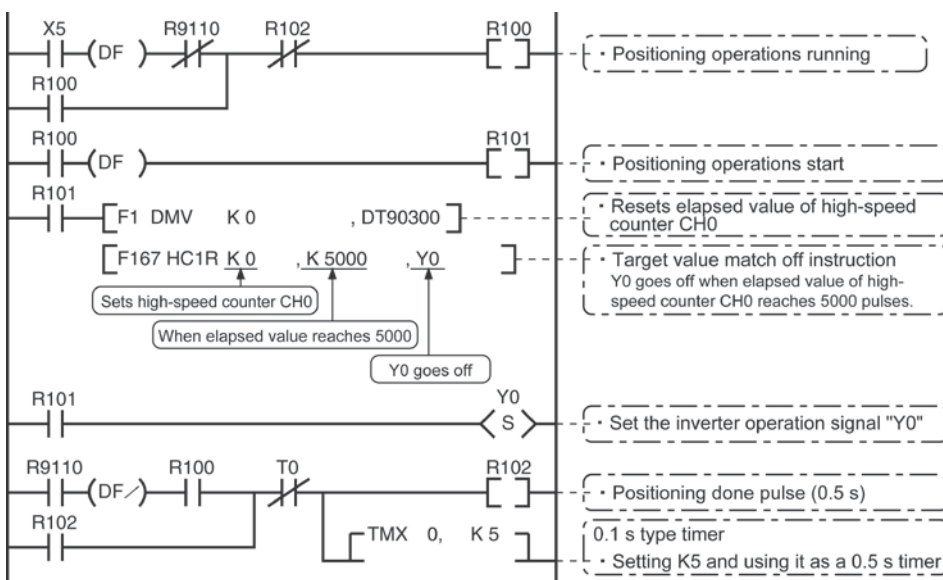 X5 R9110 R102 R100
DF
· Positioning operations running
R100
R100 R101
DF
· Positioning operations start
R101
F1 DMV K 0 , DT90300
· Resets elapsed value of high-speed
counter CH0
F167 HC1R K 0 , K 5000 , Y0
· Target value match off instruction
Y0 goes off when elapsed value of high-
speed counter CH0 reaches 5000 pulses.
Sets high-speed counter CH0
When elapsed value reaches 5000
Y0 goes off
R101 Y0
S
· Set the inverter operation signal "Y0"
R9110 R100 T0 R102
DF/
· Positioning done pulse (0.5 s)
R102
TMX 0, K 5
0.1 s type timer
· Setting K5 and using it as a 0.5 s timer